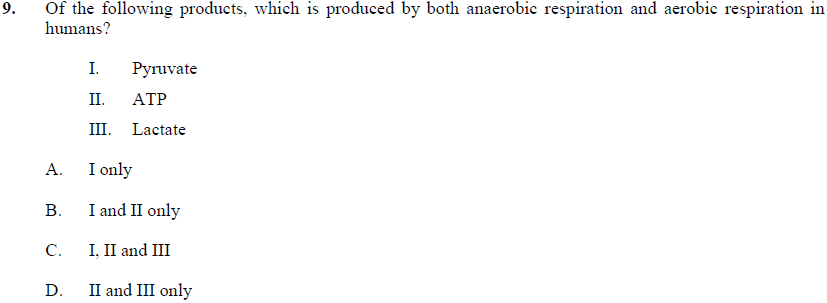 9. Of the following products, which is produced by both anaerobic respiration and aerobic respiration in
humans?
I. Pyruvate
II. ATP
III. Lactate
A. I only
B. I and II only
C. I, II and III
D. II and III only